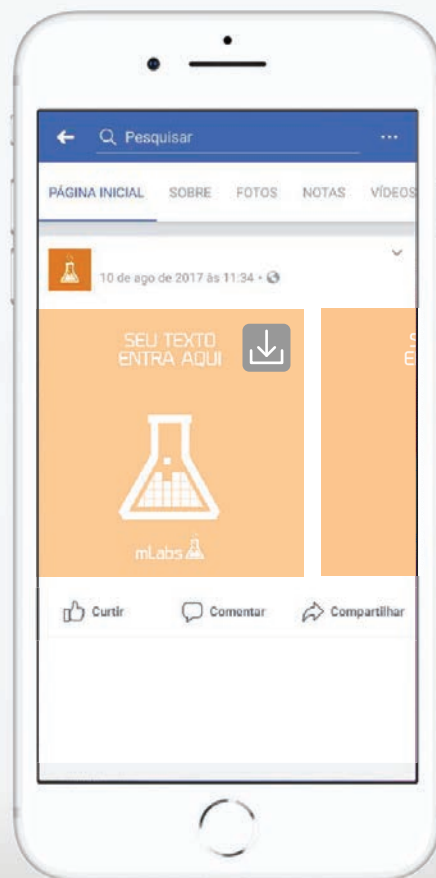 Pesquisar
PÁGINA INICIAL SOBRE FOTOS NOTAS VÍDEOS
10 de ago de 2017 às 11:34
SEU TEXTO
ENTRA AQUI
S
E
mLabs
Curtir Comentar Compartilhar